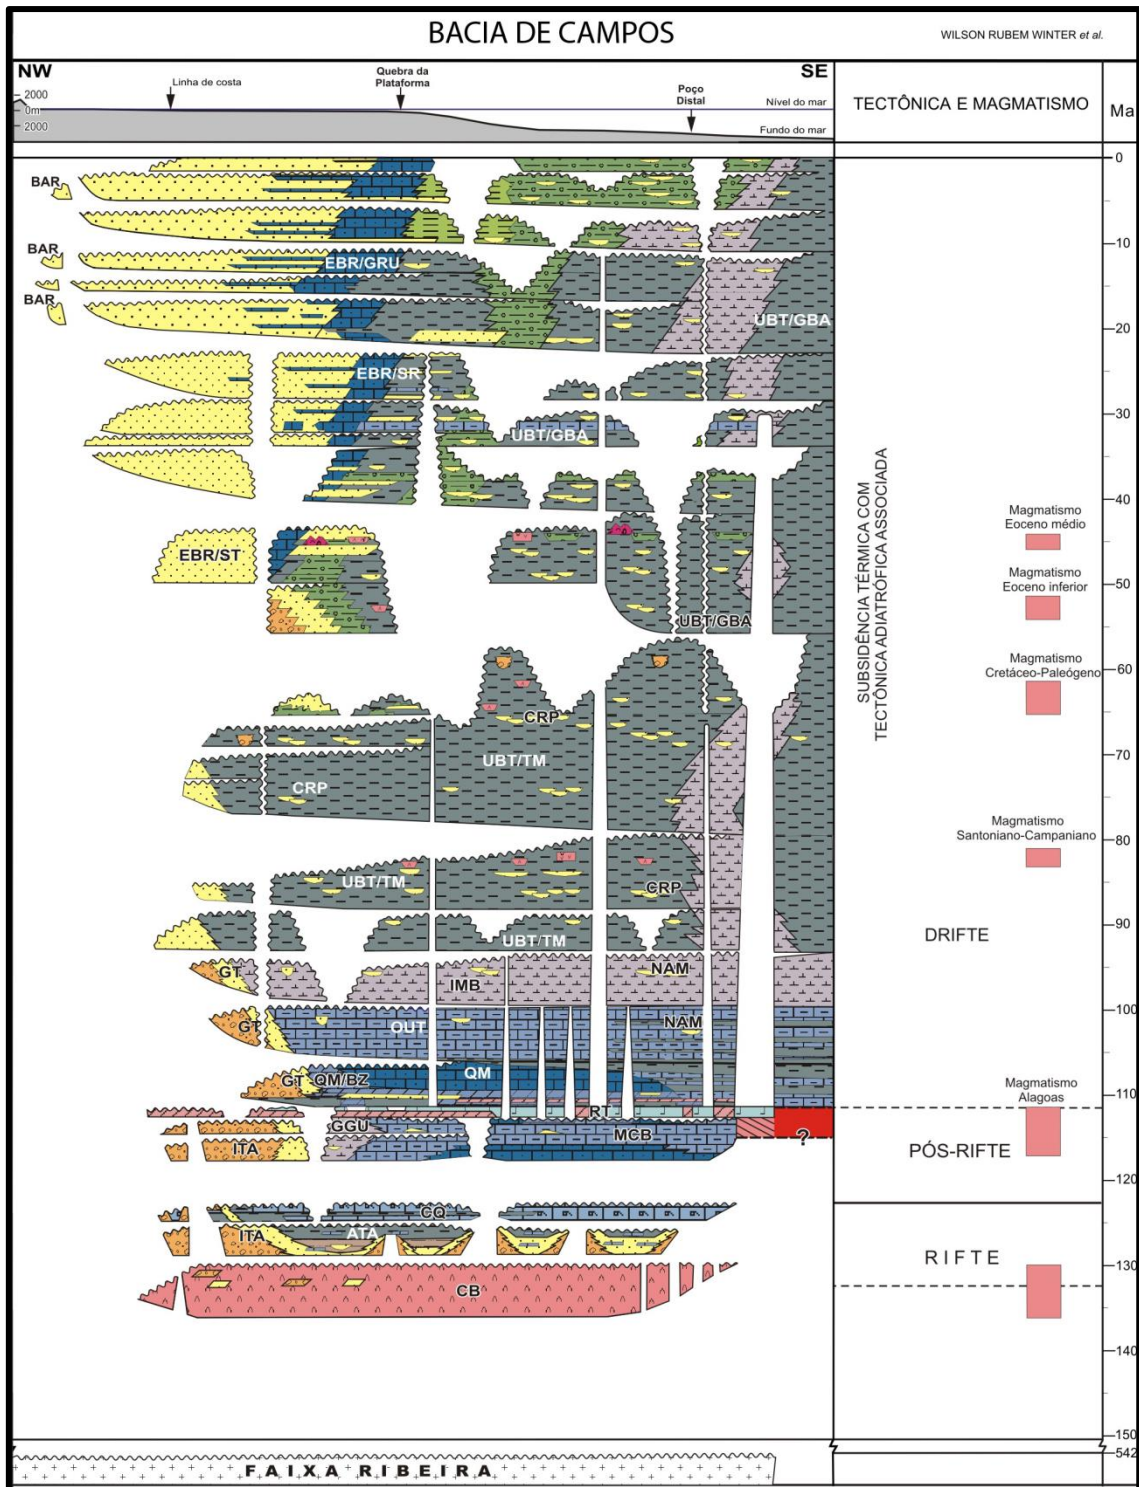 BACIA DE CAMPOS
WILSON RUBEM WINTER et al.
NW
SE
Linha de costa
Quebra da
Plataforma
Poço
Distal
2000
0m
2000
Nível do mar
Fundo do mar
TECTÔNICA E MAGMATISMO
Ma
0
BAR
10
BAR
EBR/GRU
BAR
UBT/GBA
20
EBR/SR
30
UBT/GBA
SUBSIDÊNCIA TÉRMICA COM
TECTÔNICA ADIATRÓFICA ASSOCIADA
40
Magmatismo
Eoceno médio
EBR/ST
50
Magmatismo
Eoceno inferior
UBT/GBA
60
Magmatismo
Cretáceo-Paleógeno
CRP
UBT/TM
70
CRP
80
Magmatismo
Santoniano-Campaniano
UBT/TM
CRP
90
DRIFTE
UBT/TM
GT
NAM
IMB
100
GT
OUT
NAM
GT
QM/BZ
QM
110
Magmatismo
Alagoas
RT
GGU
MCB
?
ITA
PÓS-RIFTE
120
CQ
ITA
ATA
RIFTE
130
CB
140
150
542
FAIXA RIBEIRA